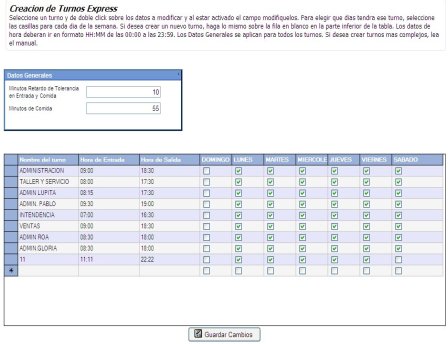 Creacion de Turnos Express
Seleccione un turno y de doble click sobre los datos a modificar y al estar activado el campo modifiquelos. Para elegir que dias tendra ese turno, seleccione
las casillas para cada dia de la semana. Si desea crear un nuevo turno, haga lo mismo sobre la fila en blanco en la parte inferior de la tabla. Los datos de
hora deberan ir en formato HH:MM de las 00:00 a las 23:59. Los Datos Generales se aplican para todos los turnos. Si desea crear turnos mas complejos, lea
el manual.
Datos Generales
Minutos Retardo de Tolerancia
en Entrada y Comida
10
Minutos de Comida
55
Nombre del turno Hora de Entrada Hora de Salida DOMINGO LUNES MARTES MIERCOLE JUEVES VIERNES SABADO
ADMINISTRACION 09:00 18:30
TALLER Y SERVICIO 08:00 17:30
ADMIN LUPITA 08:15 17:30
ADMIN. PABLO 09:30 19:00
INTENDENCIA 07:00 16:30
VENTAS 09:00 18:30
ADMIN ROA 08:30 18:00
ADMIN.GLORIA 08:30 18:00
11 11:11 22:22
Guardar Cambios